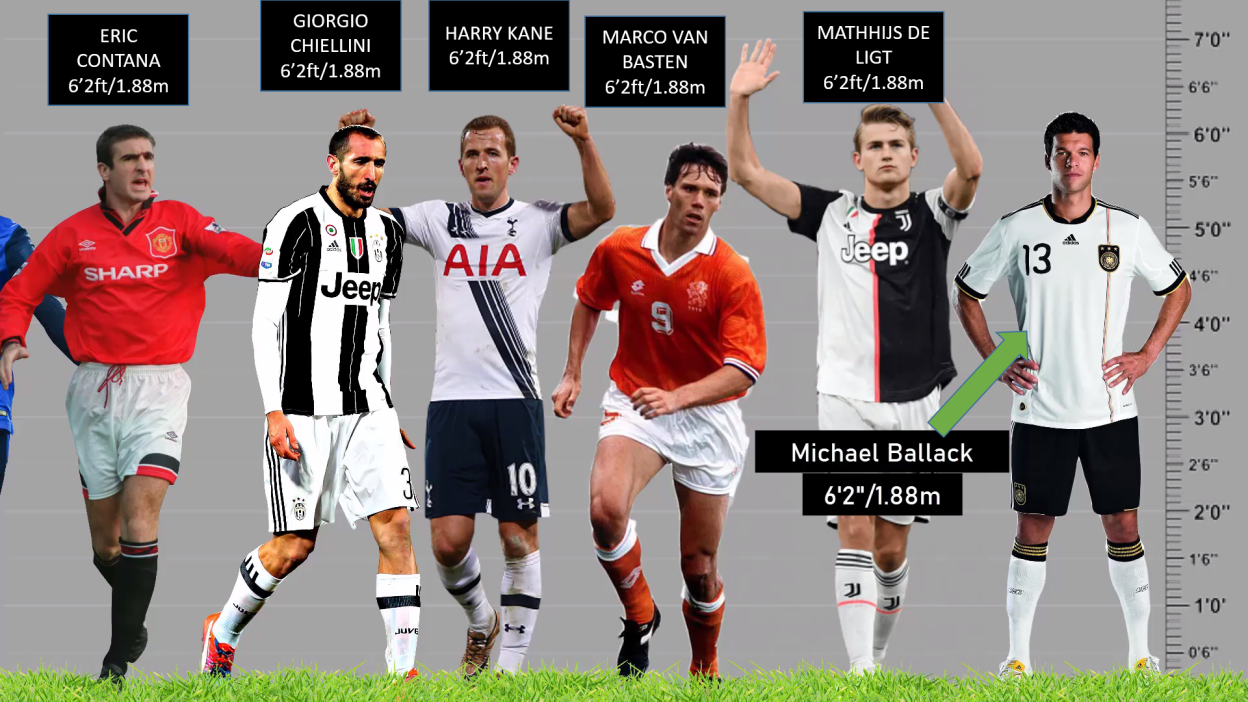 ERIC
CONTANA
6'2ft/1.88m
GIORGIO
CHIELLINI
6'2ft/1.88m
HARRY KANE
6'2ft/1.88m
MARCO VAN
BASTEN
6'2ft/1.88m
MATHHIJS DE
LIGT
6'2ft/1.88m
Michael Ballack
6'2"/1.88m
SHARP
Jeep
3
AIA
10
9
Jeep
13
adidas
JUVE
7'0"
6'6"
6'0"
5'6"
5'0"
4'6"
4'0"
3'6"
3'0"
2'6"
2'0"
1'6"
1'0'
0'6"